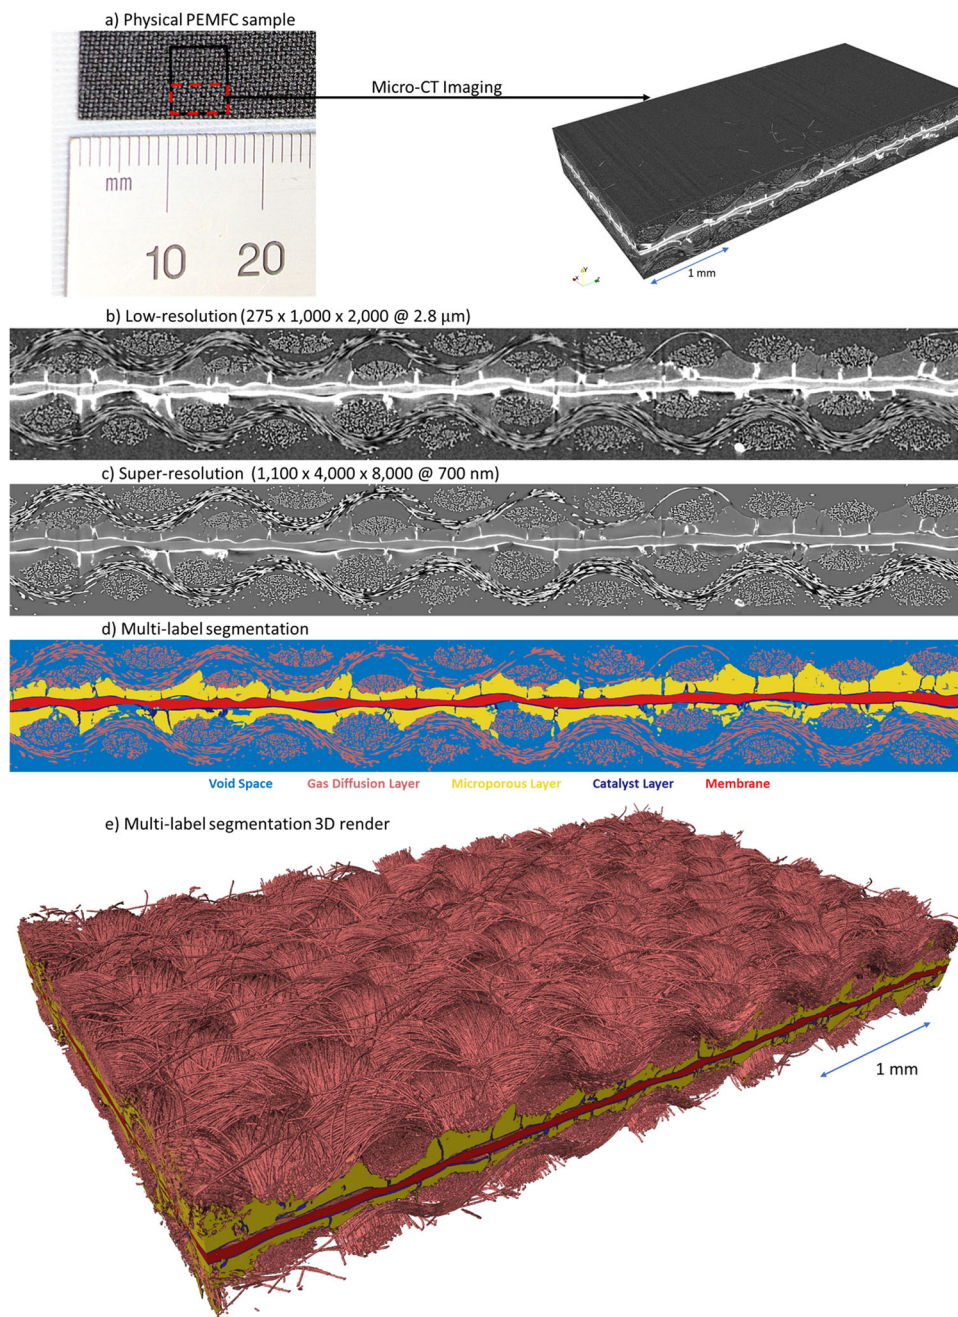 a) Physical PEMFC sample
Micro-CT Imaging
mm
10 20
1 mm
b) Low-resolution (275 x 1,000 x 2,000 @ 2.8 μm)
c) Super-resolution (1,100 x 4,000 x 8,000 @ 700 nm)
d) Multi-label segmentation
Void Space Gas Diffusion Layer Microporous Layer Catalyst Layer Membrane
e) Multi-label segmentation 3D render
1 mm